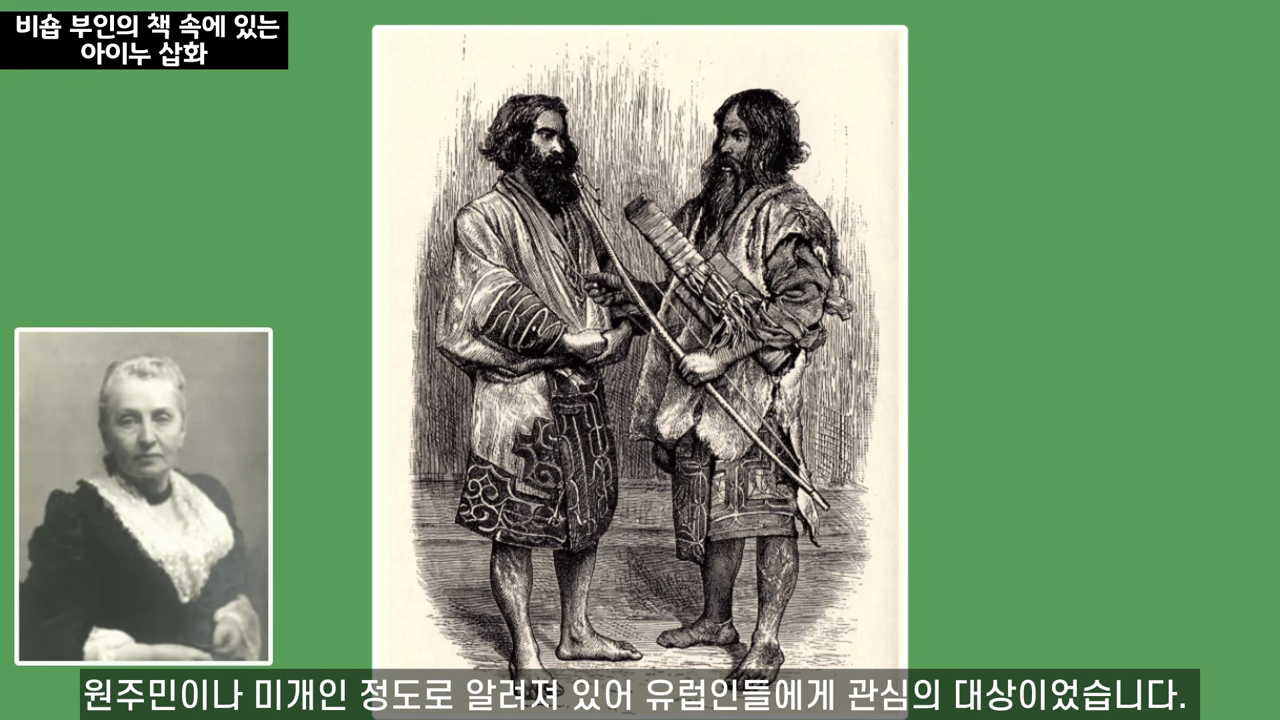 비숍 부인의 책 속에 있는
아이누 삽화
원주민이나 미개인 정도로 알려져 있어 유럽인들에게 관심의 대상이었습니다.